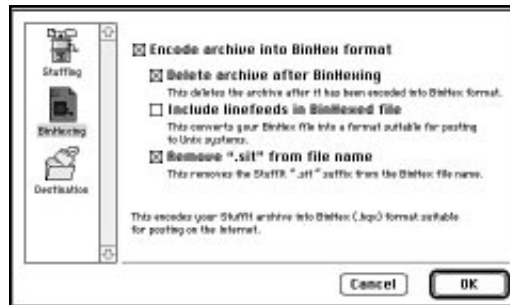 Stuffing
BinHexing
Destination
Encode archive into BinHex format
Delete archive after BinHexing
This deletes the archive after it has been encoded into BinHex format.
Include linefeeds in BinHexed file
This converts your BinHex file into a format suitable for posting
to Unix systems.
Remove ".sit" from file name
This removes the StuffIt ".sit" suffix from the BinHex file name.
This encodes your StuffIt archive into BinHex (.hqx) format suitable
for posting on the Internet.
Cancel
OK